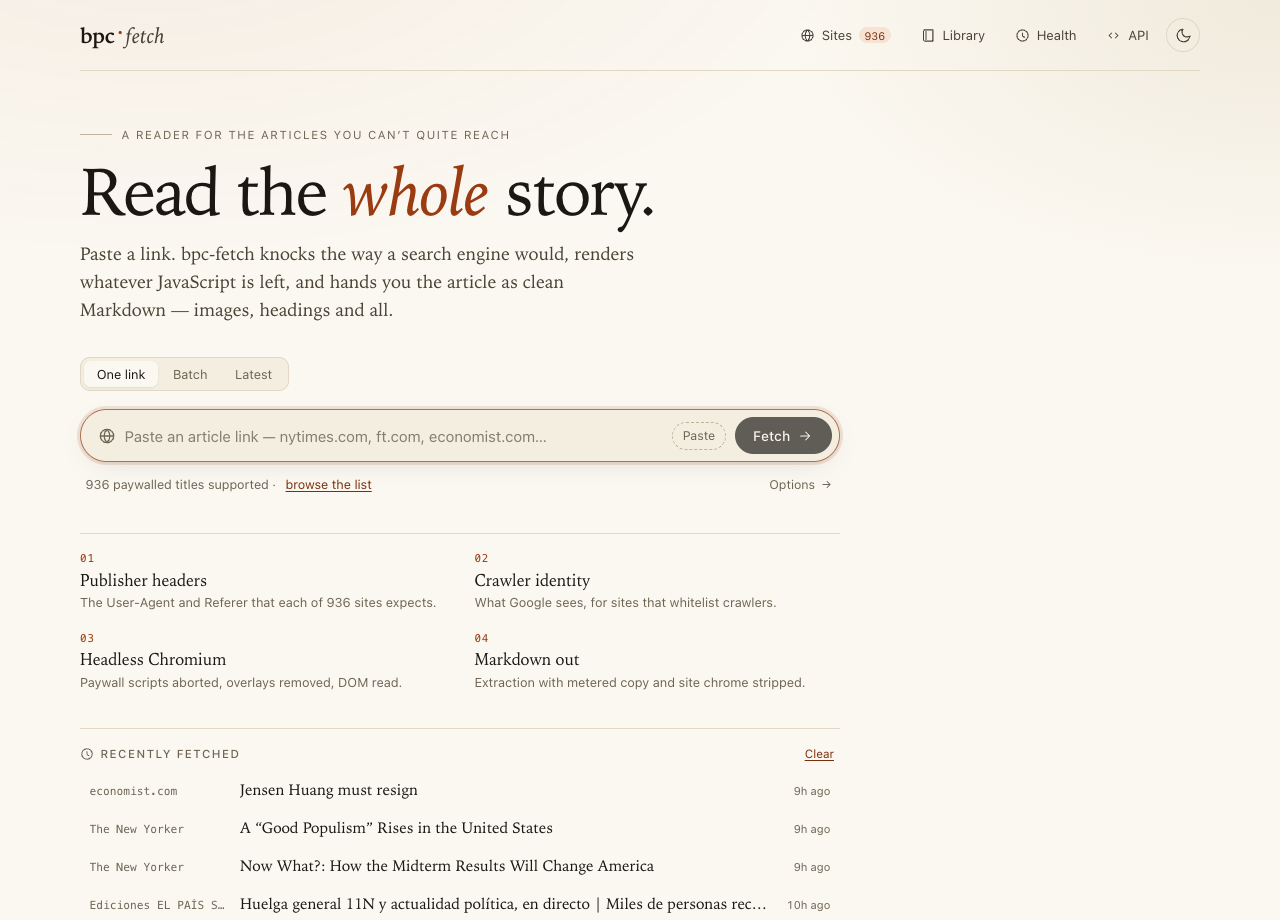 bpc·fetch
Sites 936 Library Health API
A READER FOR THE ARTICLES YOU CAN'T QUITE REACH
Read the whole story.
Paste a link. bpc-fetch knocks the way a search engine would, renders
whatever JavaScript is left, and hands you the article as clean
Markdown — images, headings and all.
One link Batch Latest
Paste an article link — nytimes.com, ft.com, economist.com… Paste Fetch →
936 paywalled titles supported · browse the list Options →
01 02
Publisher headers Crawler identity
The User-Agent and Referer that each of 936 sites expects. What Google sees, for sites that whitelist crawlers.
03 04
Headless Chromium Markdown out
Paywall scripts aborted, overlays removed, DOM read. Extraction with metered copy and site chrome stripped.
RECENTLY FETCHED Clear
economist.com Jensen Huang must resign 9h ago
The New Yorker A “Good Populism” Rises in the United States 9h ago
The New Yorker Now What?: How the Midterm Results Will Change America 9h ago
Ediciones EL PAÍS S… Huelga general 11N y actualidad política, en directo | Miles de personas rec… 10h ago